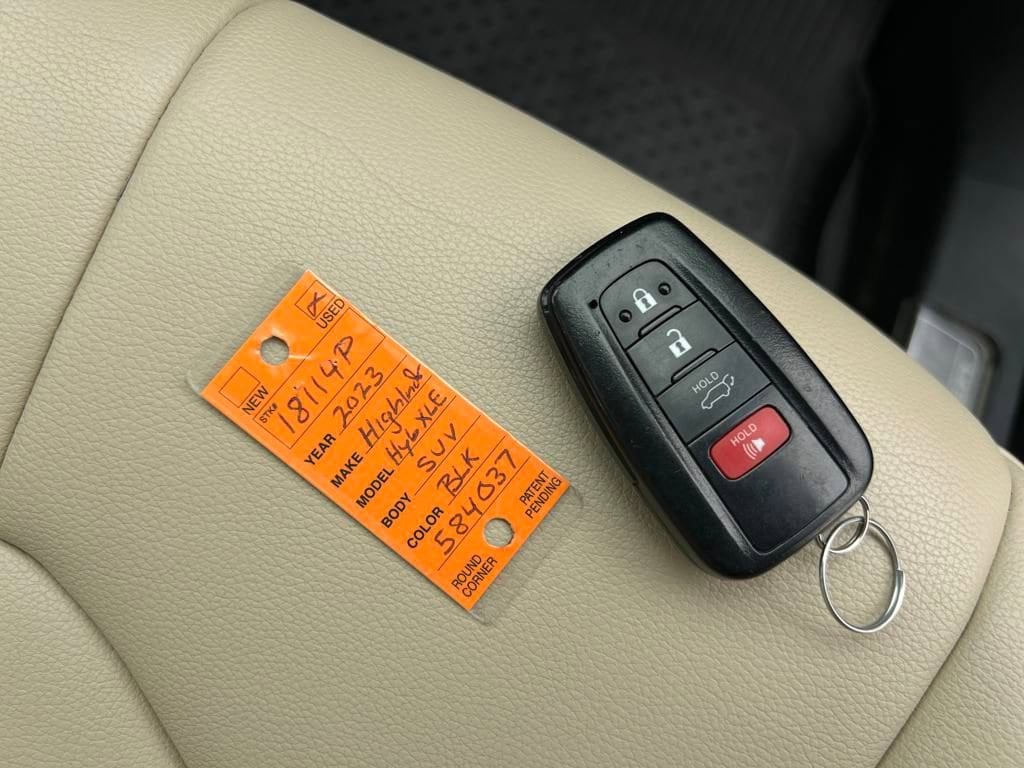 NEW
USED
STK#
18114P
YEAR 2023
MAKE Highlnd
MODEL Hyb XLE
BODY SUV
COLOR BLK
584037
ROUND CORNER
PATENT PENDING
HOLD
HOLD